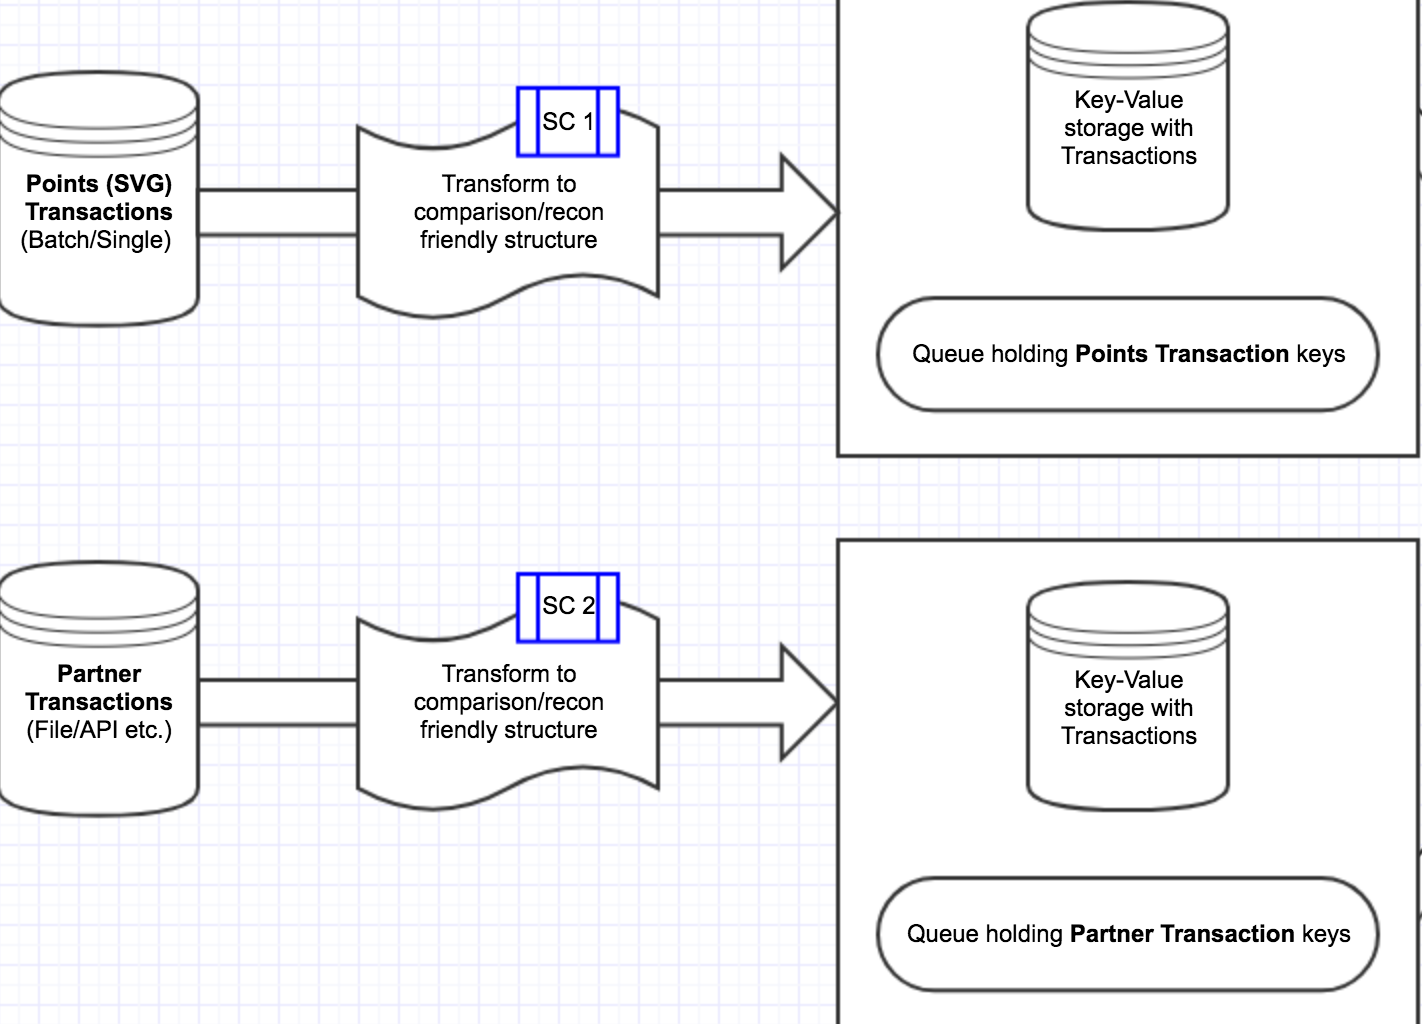 SC 1
Points (SVG)
Transactions
(Batch/Single)
Transform to
comparison/recon
friendly structure
Key-Value
storage with
Transactions
Queue holding Points Transaction keys
SC 2
Partner
Transactions
(File/API etc.)
Transform to
comparison/recon
friendly structure
Key-Value
storage with
Transactions
Queue holding Partner Transaction keys